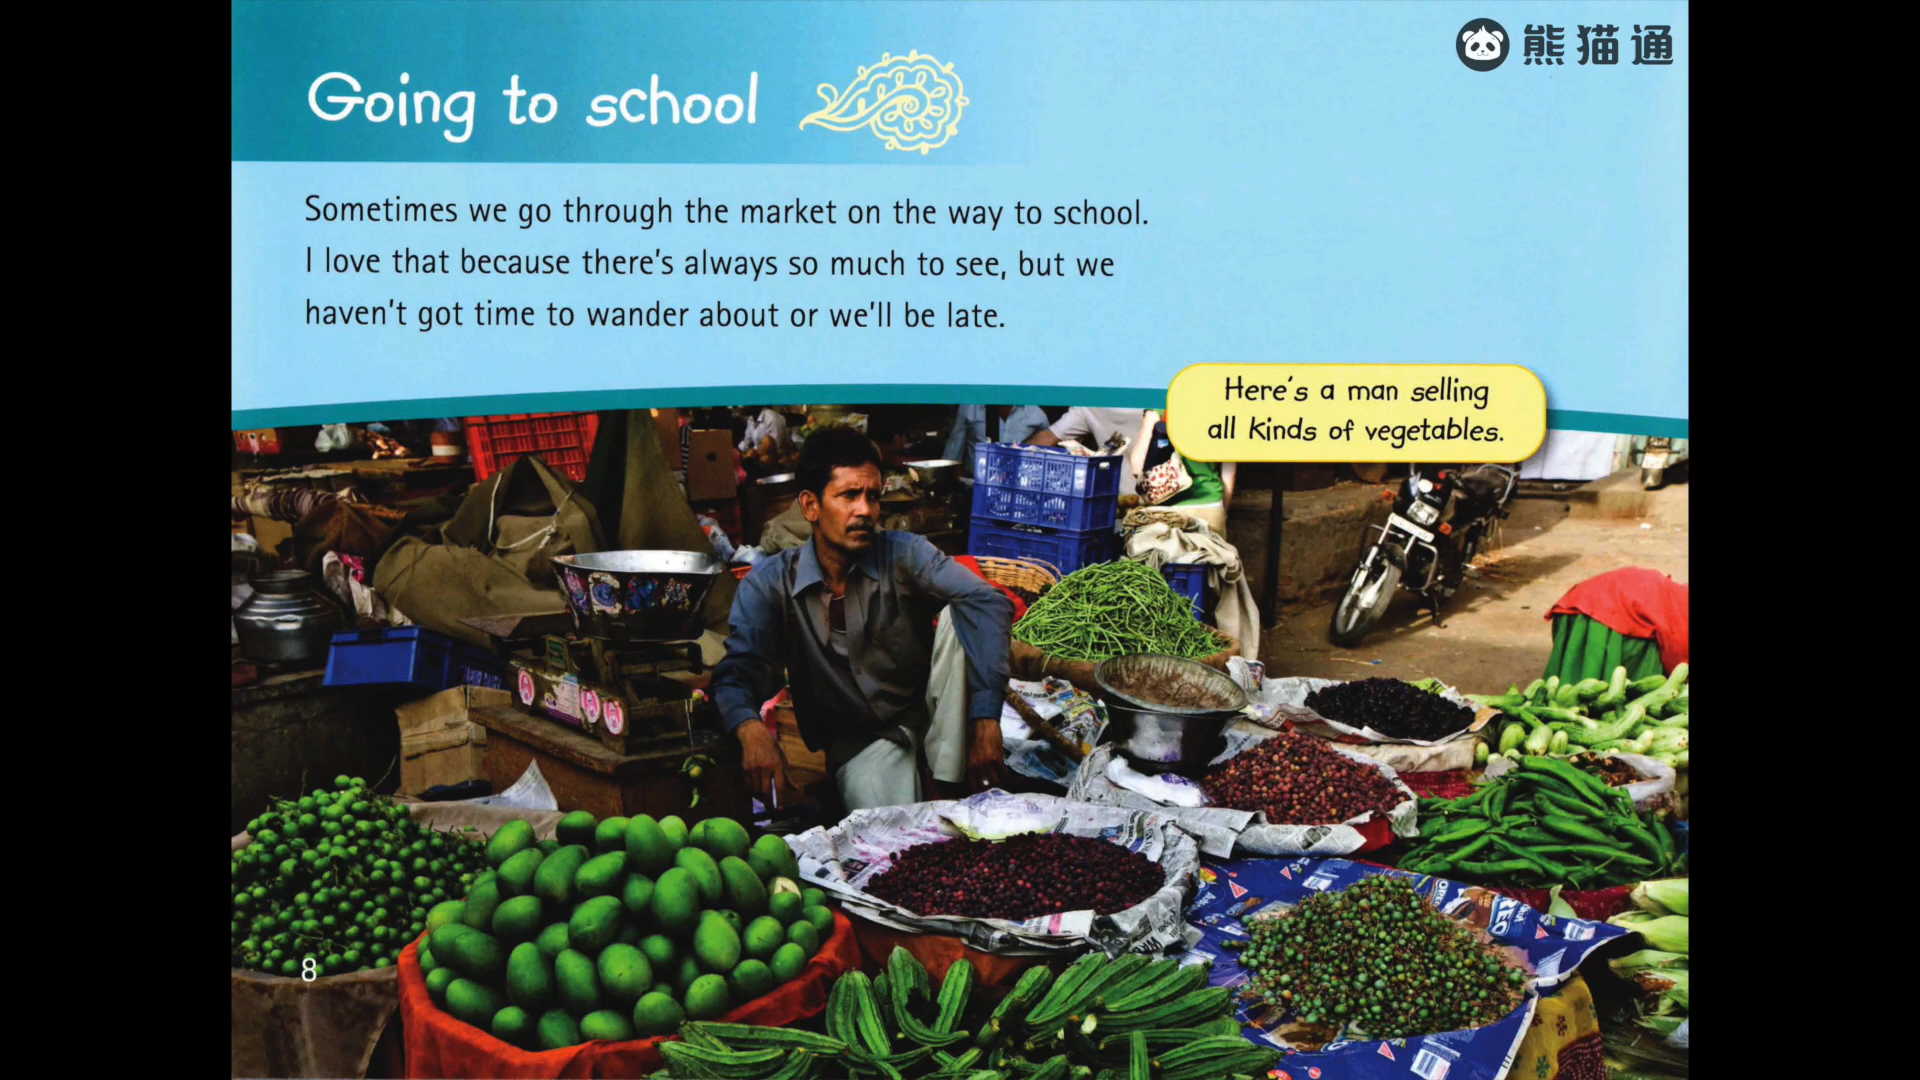 熊猫通
Going to school
Sometimes we go through the market on the way to school.
I love that because there's always so much to see, but we
haven't got time to wander about or we'll be late.
Here's a man selling
all kinds of vegetables.
OREO
8